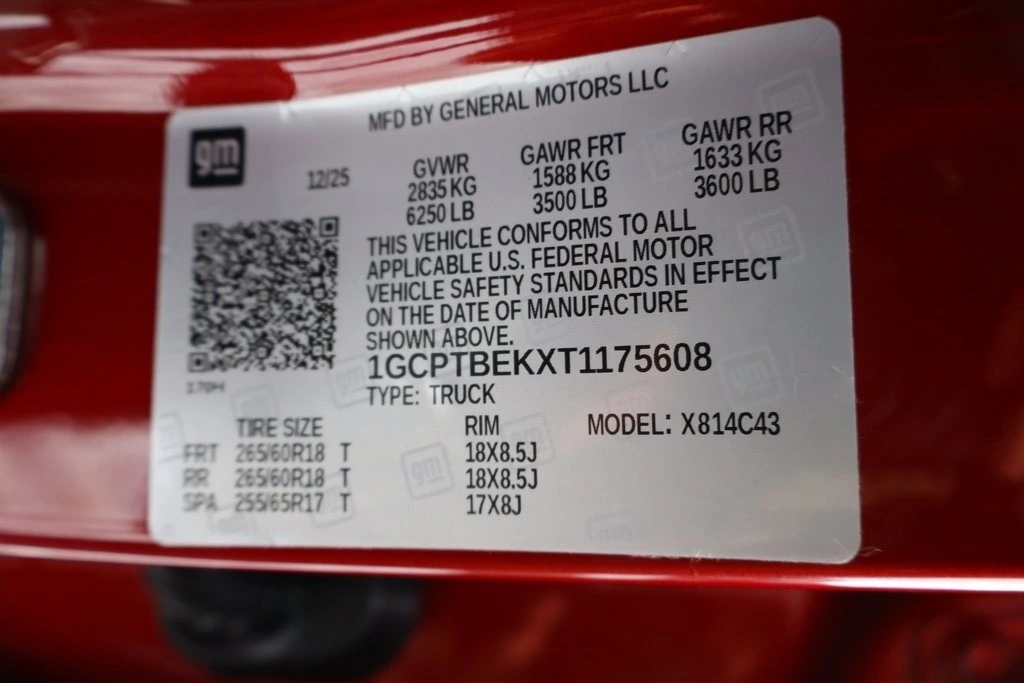 MFD BY GENERAL MOTORS LLC
gm
12/25
GVWR
2835 KG
6250 LB
GAWR FRT
1588 KG
3500 LB
GAWR RR
1633 KG
3600 LB
THIS VEHICLE CONFORMS TO ALL
APPLICABLE U.S. FEDERAL MOTOR
VEHICLE SAFETY STANDARDS IN EFFECT
ON THE DATE OF MANUFACTURE
SHOWN ABOVE.
1GCPTBEKXT1175608
TYPE: TRUCK
TIRE SIZE RIM MODEL: X814C43
FRT 265/60R18 T 18X8.5J
RR 265/60R18 T 18X8.5J
SPA 255/65R17 T 17X8J